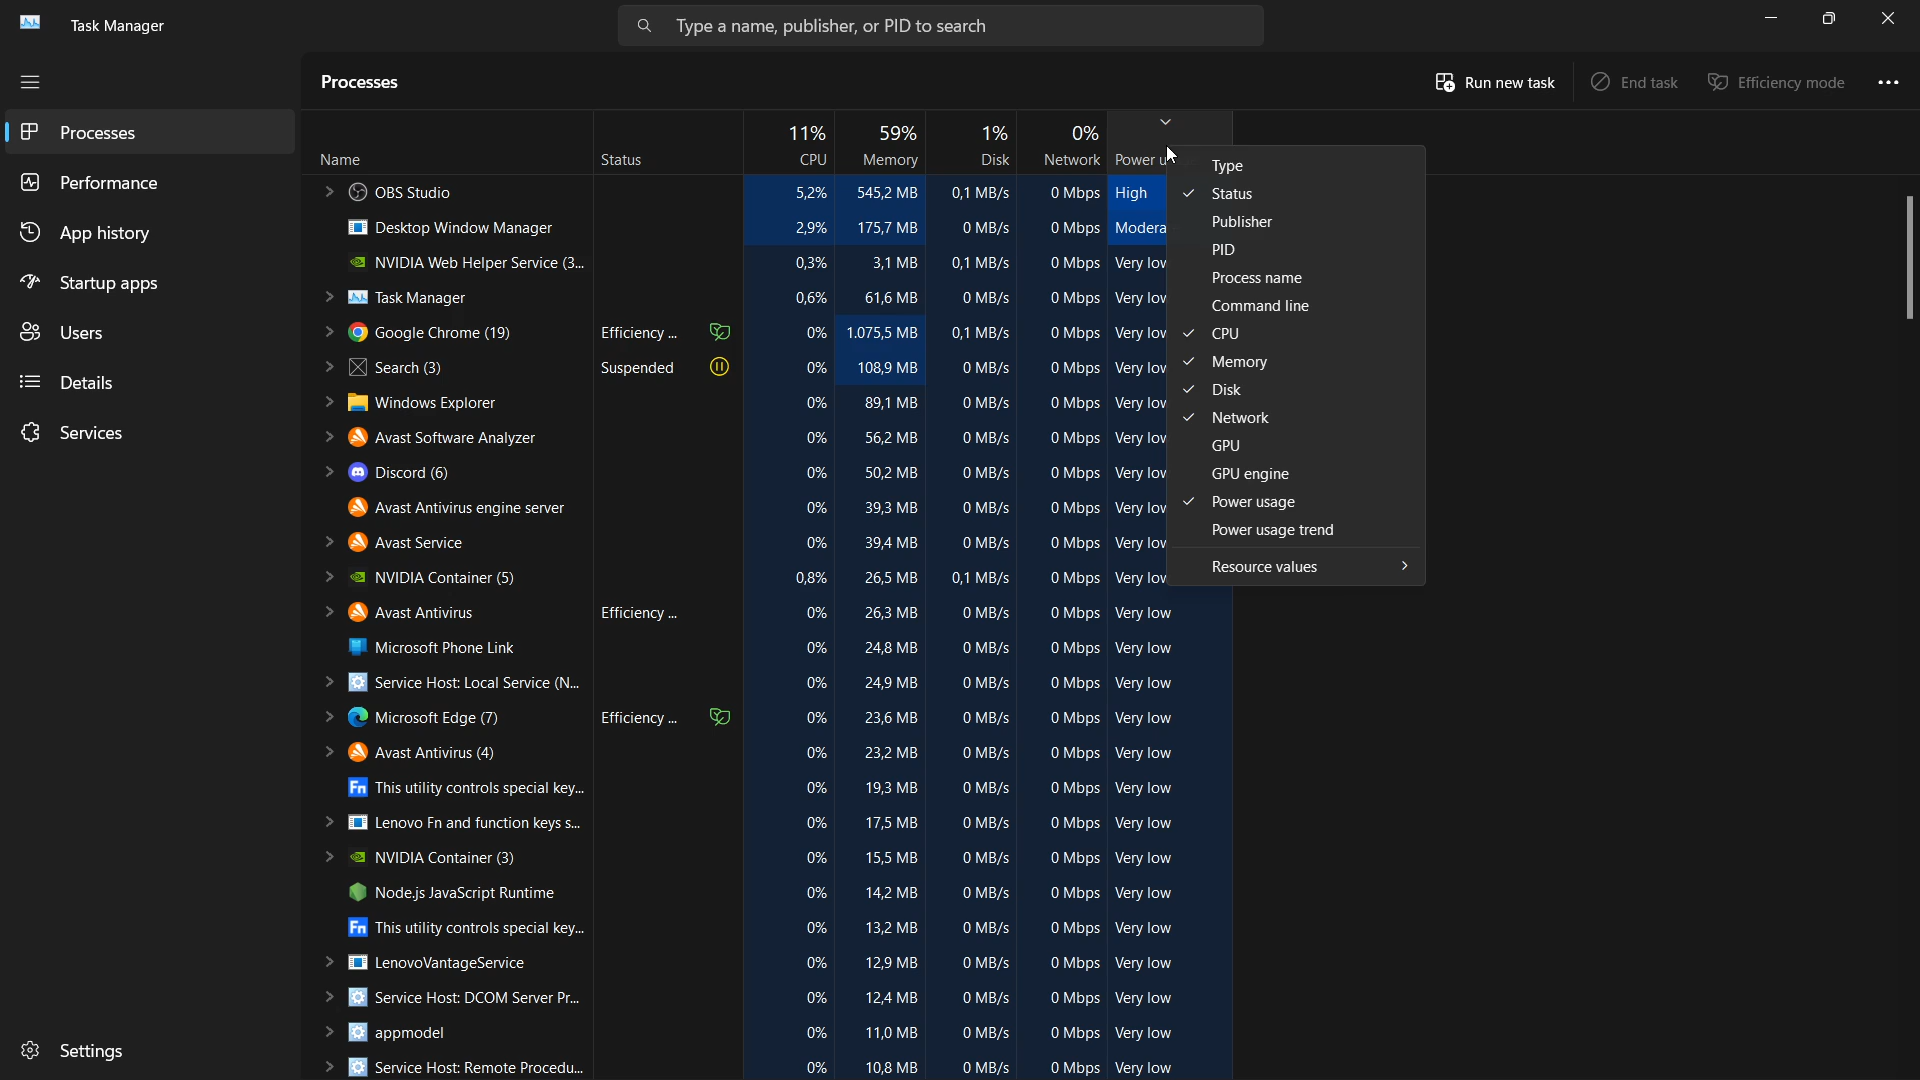 Task Manager
Type a name, publisher, or PID to search
Processes
Run new task
End task
Efficiency mode
Processes
Performance
App history
Startup apps
Users
Details
Services
Settings
11% 59% 1% 0%
Name Status CPU Memory Disk Network Power u
OBS Studio 5,2% 545,2 MB 0,1 MB/s 0 Mbps High
Desktop Window Manager 2,9% 175,7 MB 0 MB/s 0 Mbps Modera
NVIDIA Web Helper Service (3... 0,3% 3,1 MB 0,1 MB/s 0 Mbps Very low
Task Manager 0,6% 61,6 MB 0 MB/s 0 Mbps Very low
Google Chrome (19) Efficiency ... 0% 1.075,5 MB 0,1 MB/s 0 Mbps Very low
Search (3) Suspended 0% 108,9 MB 0 MB/s 0 Mbps Very low
Windows Explorer 0% 89,1 MB 0 MB/s 0 Mbps Very low
Avast Software Analyzer 0% 56,2 MB 0 MB/s 0 Mbps Very low
Discord (6) 0% 50,2 MB 0 MB/s 0 Mbps Very low
Avast Antivirus engine server 0% 39,3 MB 0 MB/s 0 Mbps Very low
Avast Service 0% 39,4 MB 0 MB/s 0 Mbps Very low
NVIDIA Container (5) 0,8% 26,5 MB 0,1 MB/s 0 Mbps Very low
Avast Antivirus Efficiency ... 0% 26,3 MB 0 MB/s 0 Mbps Very low
Microsoft Phone Link 0% 24,8 MB 0 MB/s 0 Mbps Very low
Service Host: Local Service (N... 0% 24,9 MB 0 MB/s 0 Mbps Very low
Microsoft Edge (7) Efficiency ... 0% 23,6 MB 0 MB/s 0 Mbps Very low
Avast Antivirus (4) 0% 23,2 MB 0 MB/s 0 Mbps Very low
Fn This utility controls special key... 0% 19,3 MB 0 MB/s 0 Mbps Very low
Lenovo Fn and function keys s... 0% 17,5 MB 0 MB/s 0 Mbps Very low
NVIDIA Container (3) 0% 15,5 MB 0 MB/s 0 Mbps Very low
Node.js JavaScript Runtime 0% 14,2 MB 0 MB/s 0 Mbps Very low
Fn This utility controls special key... 0% 13,2 MB 0 MB/s 0 Mbps Very low
LenovoVantageService 0% 12,9 MB 0 MB/s 0 Mbps Very low
Service Host: DCOM Server Pr... 0% 12,4 MB 0 MB/s 0 Mbps Very low
appmodel 0% 11,0 MB 0 MB/s 0 Mbps Very low
Service Host: Remote Procedu... 0% 10,8 MB 0 MB/s 0 Mbps Very low
Type
Status
Publisher
PID
Process name
Command line
CPU
Memory
Disk
Network
GPU
GPU engine
Power usage
Power usage trend
Resource values